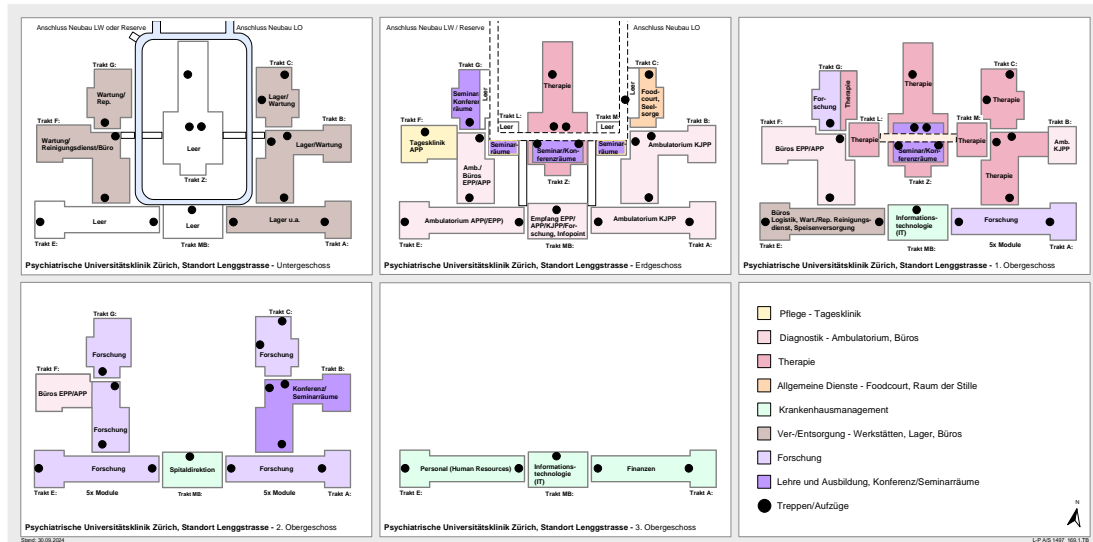 Anschluss Neubau LW oder Reserve
Anschluss Neubau LO
Trakt G:
Trakt C:
Wartung/
Rep.
Lager/
Wartung
Trakt F:
Trakt B:
Wartung/
Reinigungsdienst/Büro
Leer
Lager/Wartung
Trakt Z:
Leer
Leer
Lager u.a.
Trakt E:
Trakt MB:
Trakt A:
Psychiatrische Universitätsklinik Zürich, Standort Lenggstrasse - Untergeschoss
Anschluss Neubau LW / Reserve
Anschluss Neubau LO
Trakt G:
Trakt C:
Seminar/
Konferenz
räume
Leer
Therapie
Leer
Food-
court,
Seel-
sorge
Trakt L:
Trakt M:
Trakt F:
Leer
Leer
Trakt B:
Tagesklinik
APP
Seminar-
räume
Seminar/Kon-
ferenzräume
Seminar-
räume
Ambulatorium KJPP
Amb./
Büros
EPP/APP
Trakt Z:
Ambulatorium APP(/EPP)
Empfang EPP/
APP/KJPP/For-
schung, Infopoint
Ambulatorium KJPP
Trakt E:
Trakt MB:
Trakt A:
Psychiatrische Universitätsklinik Zürich, Standort Lenggstrasse - Erdgeschoss
Trakt G:
Trakt C:
For-
schung
Therapie
Therapie
Therapie
Trakt L:
Trakt M:
Trakt F:
Trakt B:
Büros EPP/APP
Therapie
Seminar/Kon-
ferenzräume
Therapie
Amb.
KJPP
Trakt Z:
Therapie
Büros
Logistik, Wart./Rep. Reinigungs-
dienst, Speisenversorgung
Informations-
technologie
(IT)
Forschung
Trakt E:
Trakt MB:
5x Module
Trakt A:
Psychiatrische Universitätsklinik Zürich, Standort Lenggstrasse - 1. Obergeschoss
Trakt G:
Trakt C:
Forschung
Forschung
Trakt F:
Trakt B:
Büros EPP/APP
Konferenz/
Seminarräume
Forschung
Forschung
Spitaldirektion
Forschung
Trakt E:
5x Module
Trakt MB:
5x Module
Trakt A:
Psychiatrische Universitätsklinik Zürich, Standort Lenggstrasse - 2. Obergeschoss
Personal (Human Resources)
Informations-
technologie
(IT)
Finanzen
Trakt E:
Trakt MB:
Trakt A:
Psychiatrische Universitätsklinik Zürich, Standort Lenggstrasse - 3. Obergeschoss
Pflege - Tagesklinik
Diagnostik - Ambulatorium, Büros
Therapie
Allgemeine Dienste - Foodcourt, Raum der Stille
Krankenhausmanagement
Ver-/Entsorgung - Werkstätten, Lager, Büros
Forschung
Lehre und Ausbildung, Konferenz/Seminarräume
Treppen/Aufzüge
N
Stand: 30.09.2024
L-P A/S 1497_169.1.TB